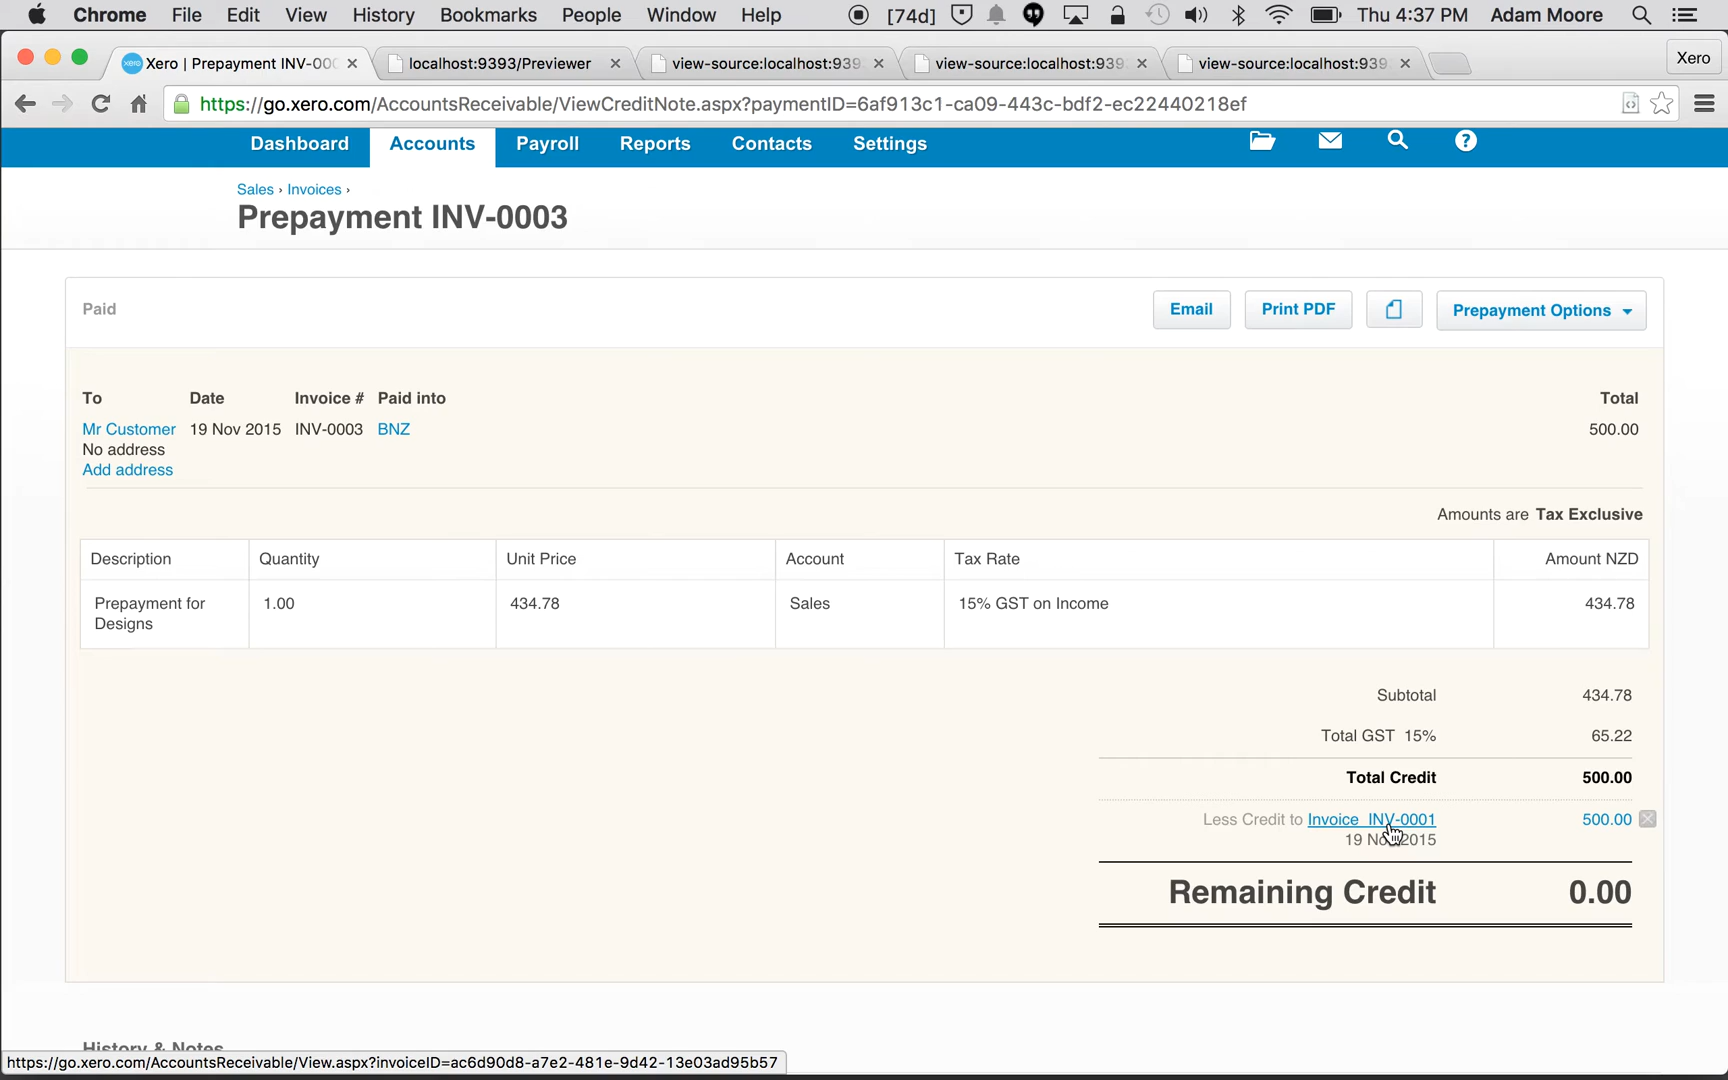 Chrome File Edit View History Bookmarks People Window Help [74d] Thu 4:37 PM Adam Moore
Xero | Prepayment INV-000 localhost:9393/Previewer view-source:localhost:939 view-source:localhost:939 view-source:localhost:939 Xero
https://go.xero.com/AccountsReceivable/ViewCreditNote.aspx?paymentID=6af913c1-ca09-443c-bdf2-ec22440218ef
Dashboard Accounts Payroll Reports Contacts Settings ?
Sales › Invoices ›
Prepayment INV-0003
Paid Email Print PDF Prepayment Options
To Date Invoice # Paid into Total
Mr Customer 19 Nov 2015 INV-0003 BNZ 500.00
No address
Add address
Amounts are Tax Exclusive
Description Quantity Unit Price Account Tax Rate Amount NZD
Prepayment for 1.00 434.78 Sales 15% GST on Income 434.78
Designs
Subtotal 434.78
Total GST 15% 65.22
Total Credit 500.00
Less Credit to Invoice INV-0001 500.00
19 Nov 2015
Remaining Credit 0.00
History & Notes
https://go.xero.com/AccountsReceivable/View.aspx?invoiceID=ac6d90d8-a7e2-481e-9d42-13e03ad95b57